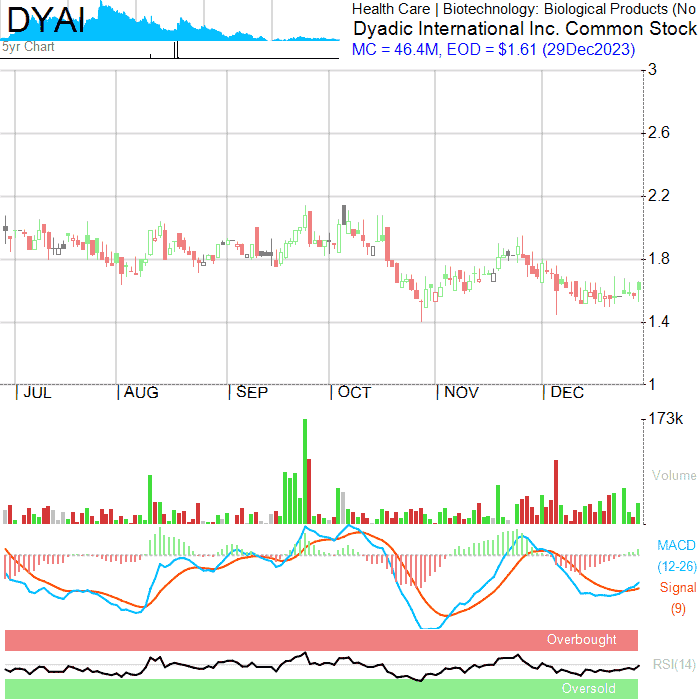 DYAI
5yr Chart
Health Care | Biotechnology: Biological Products (No
Dyadic International Inc. Common Stock
MC = 46.4M, EOD = $1.61 (29Dec2023)
3
2.6
2.2
1.8
1.4
1
| JUL | AUG | SEP | OCT | NOV | DEC
173k
Volume
MACD
(12-26)
Signal
(9)
Overbought
RSI(14)
Oversold